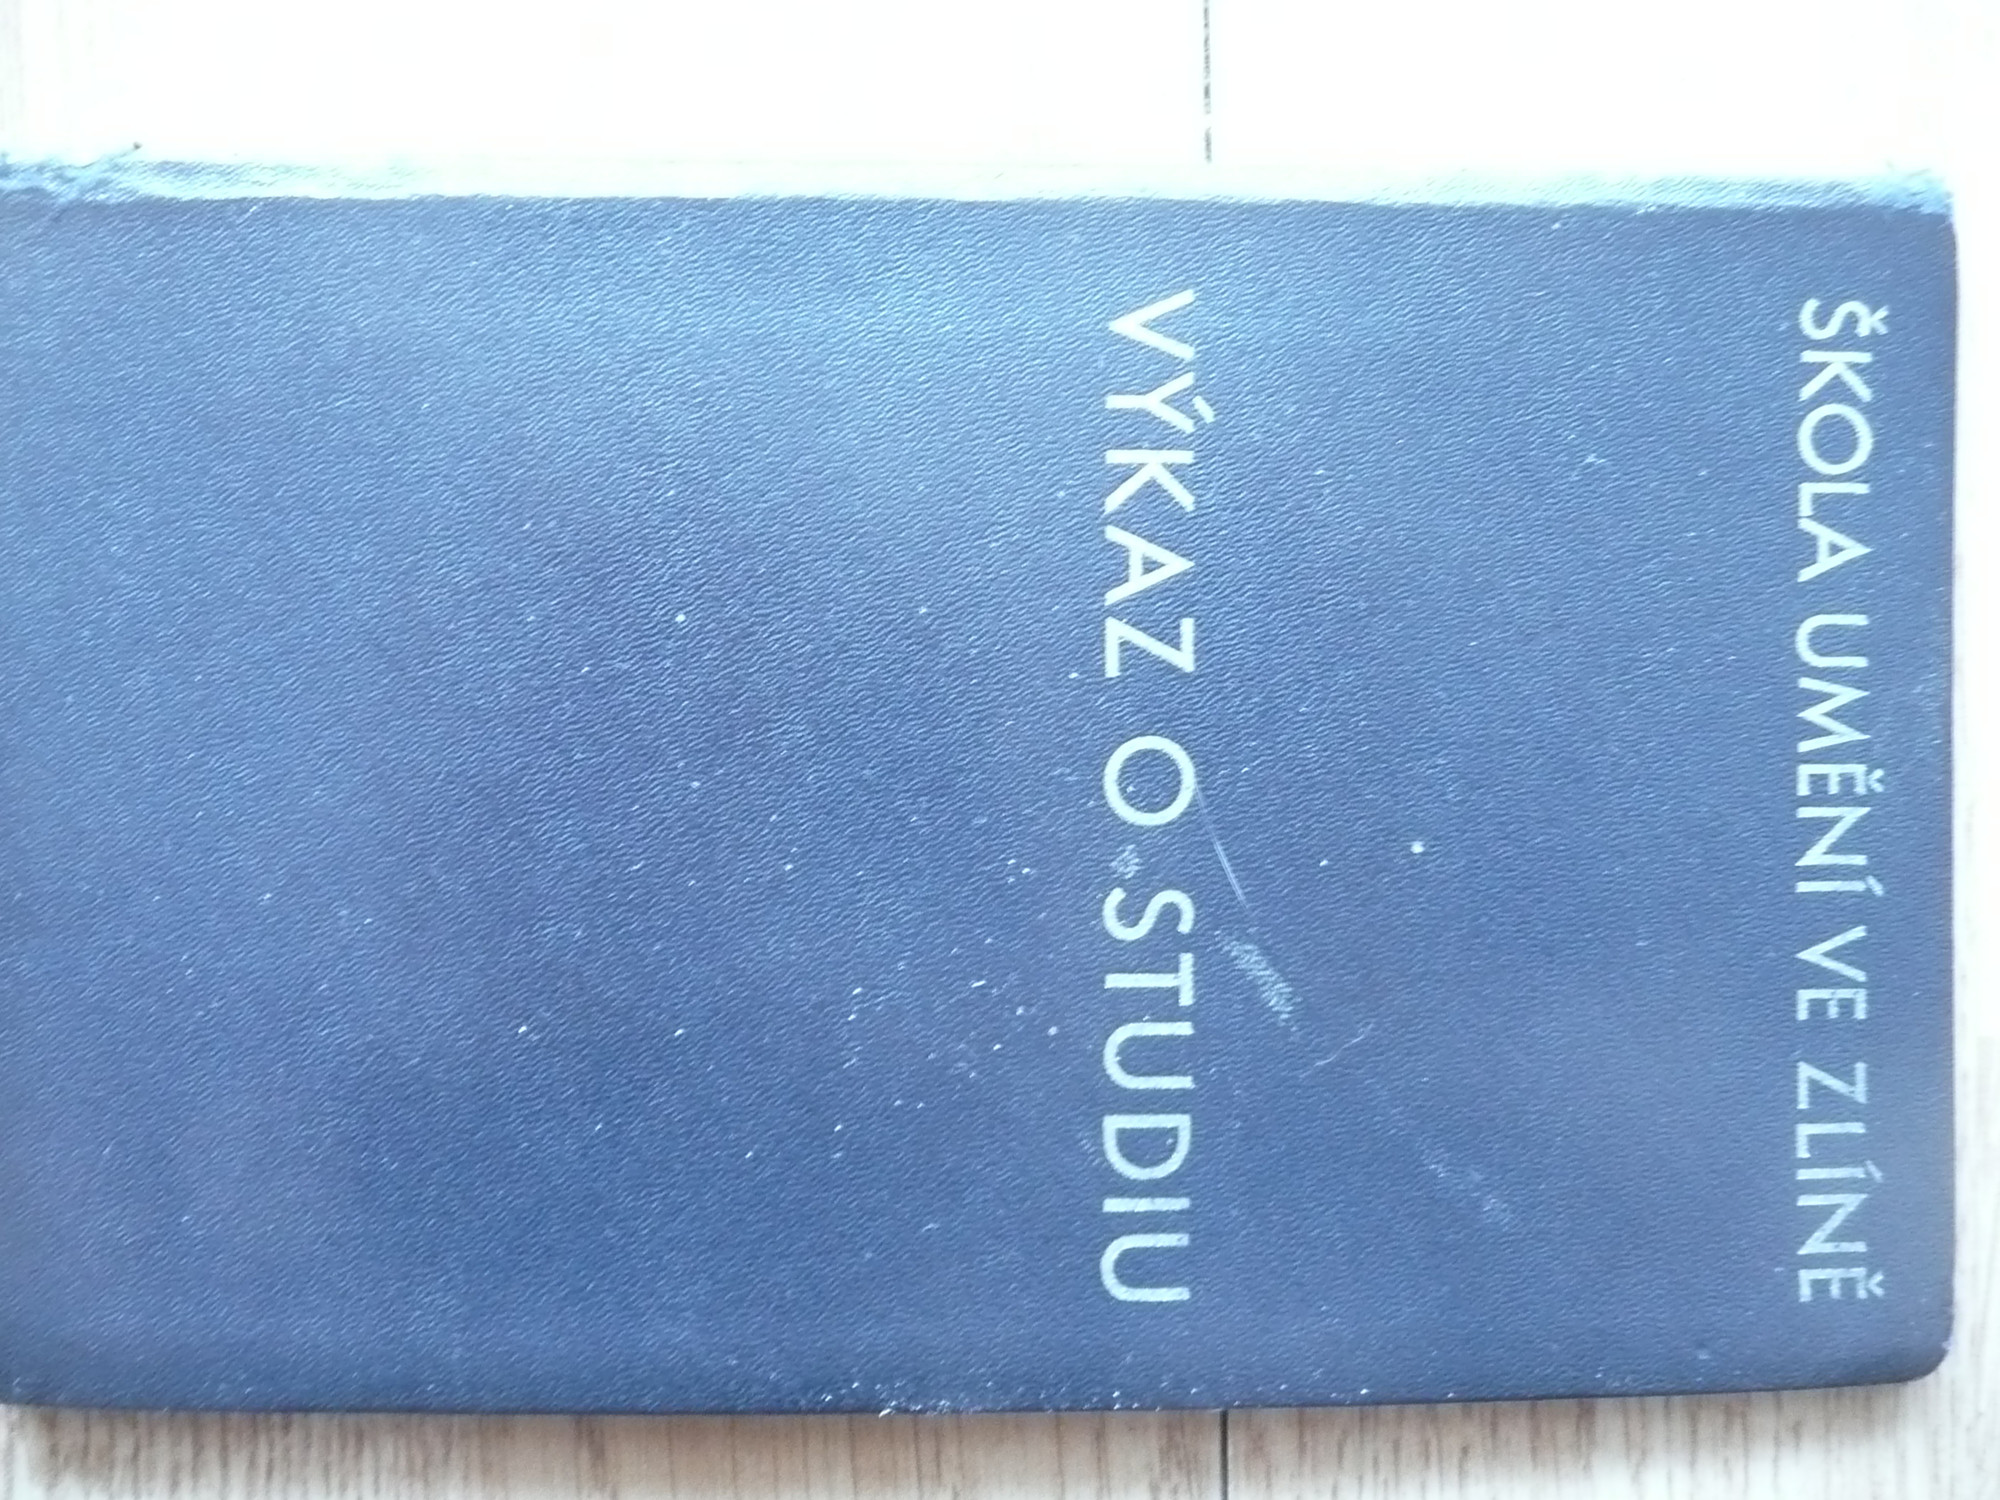 ŠKOLA UMĚNÍ VE ZLÍNĚ
VÝKAZ O STUDIU